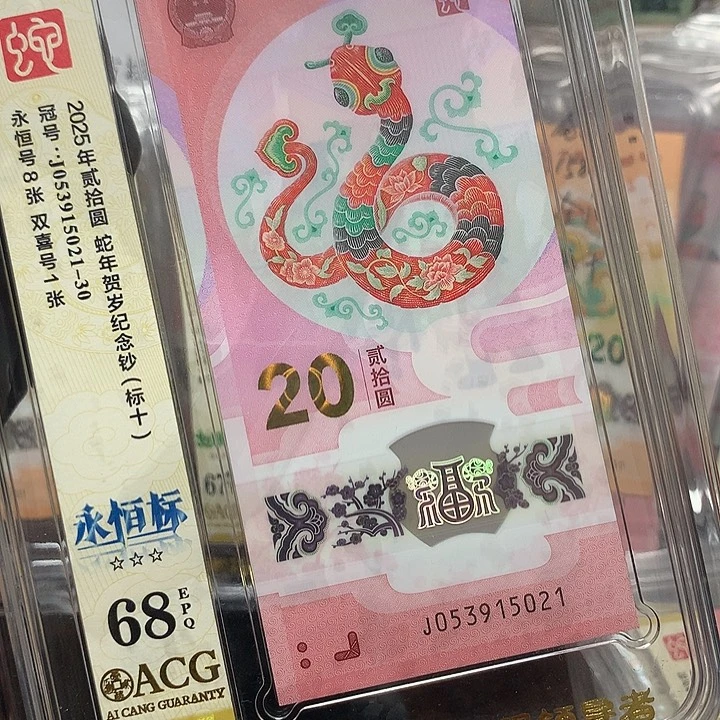 蛇
2025年贰拾圆 蛇年贺岁纪念钞(标十)
冠号:J053915021-30
永恒号8张 双喜号1张
永恒标
☆☆☆
68
EPQ
ACG
AI CANG GUARANTY
20
贰拾圆
福
J053915021
20